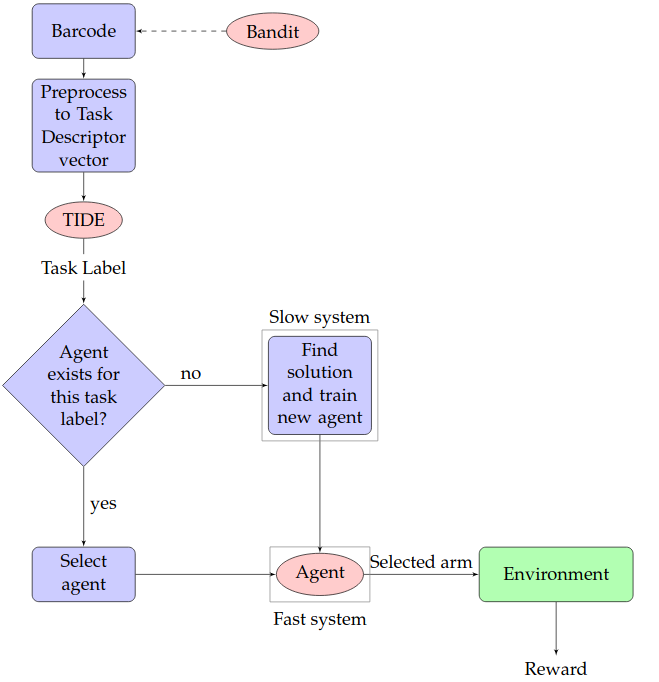 Barcode
Bandit
Preprocess
to Task
Descriptor
vector
TIDE
Task Label
Agent
exists for
this task
label?
no
yes
Slow system
Find
solution
and train
new agent
Select
agent
Agent
Fast system
Selected arm
Environment
Reward